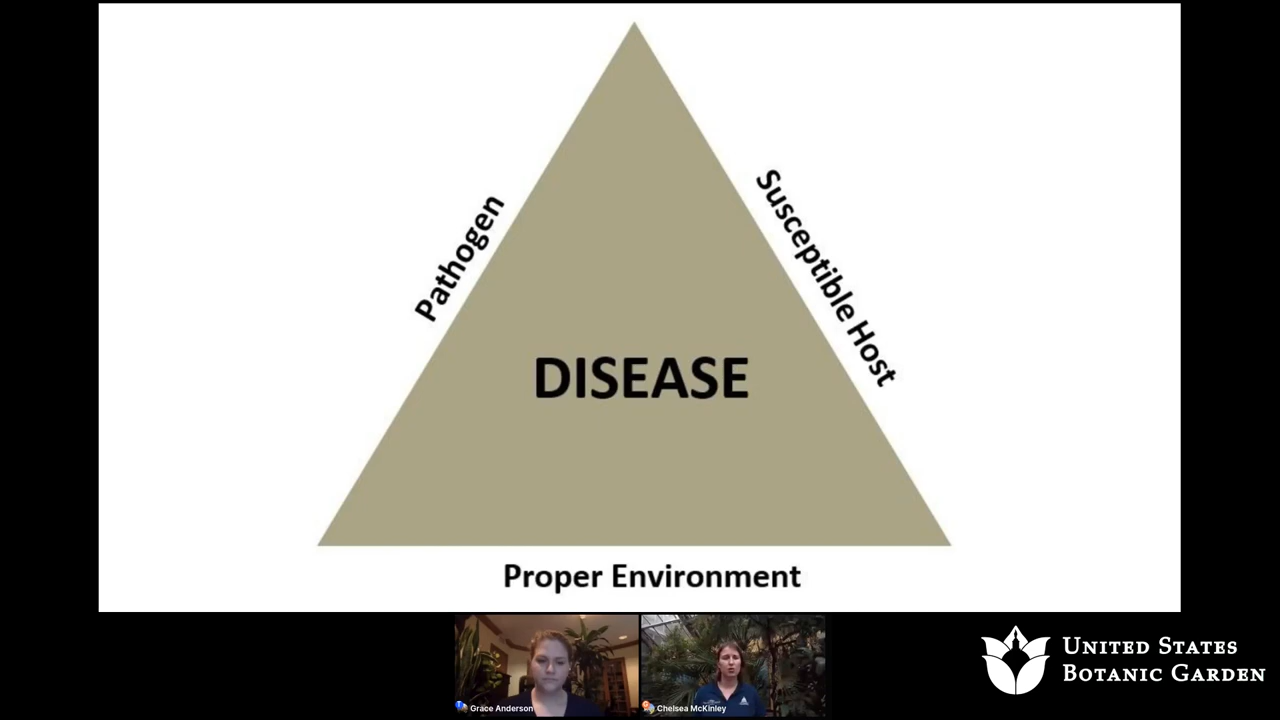 Pathogen
Susceptible Host
DISEASE
Proper Environment
Grace Anderson
Chelsea McKinley
UNITED STATES
BOTANIC GARDEN